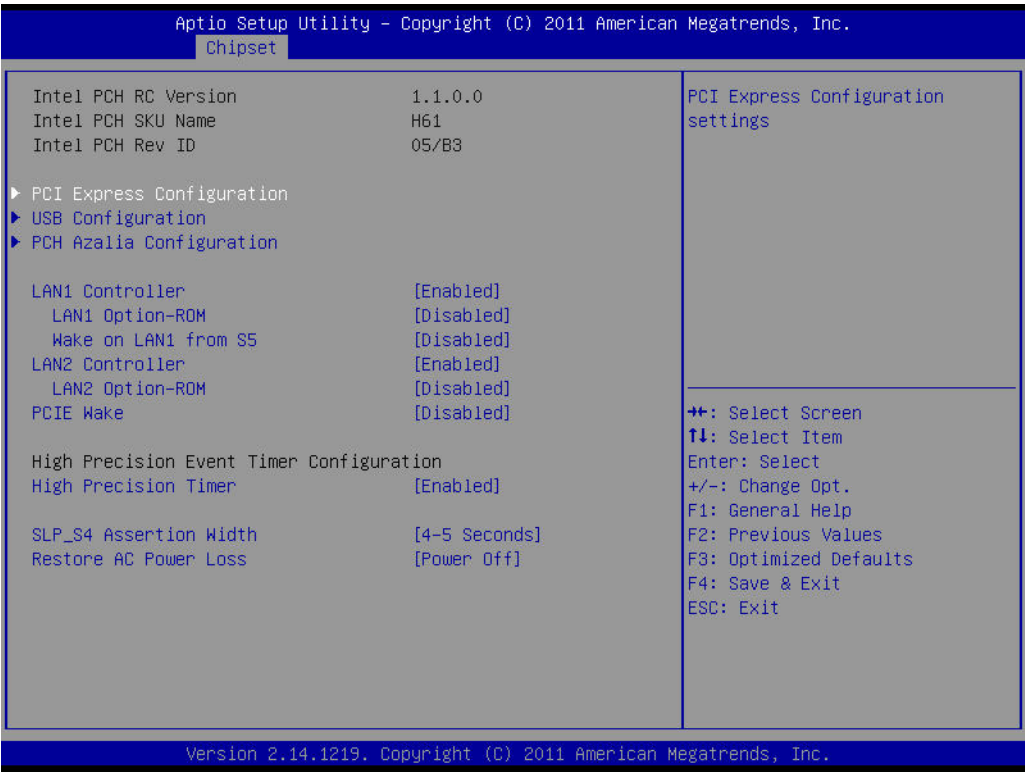 Aptio Setup Utility – Copyright (C) 2011 American Megatrends, Inc.
Chipset
Intel PCH RC Version 1.1.0.0
Intel PCH SKU Name H61
Intel PCH Rev ID 05/B3
PCI Express Configuration
USB Configuration
PCH Azalia Configuration
LAN1 Controller [Enabled]
LAN1 Option-ROM [Disabled]
Wake on LAN1 from S5 [Disabled]
LAN2 Controller [Enabled]
LAN2 Option-ROM [Disabled]
PCIE Wake [Disabled]
High Precision Event Timer Configuration
High Precision Timer [Enabled]
SLP_S4 Assertion Width [4-5 Seconds]
Restore AC Power Loss [Power Off]
PCI Express Configuration
settings
→←: Select Screen
↑↓: Select Item
Enter: Select
+/-: Change Opt.
F1: General Help
F2: Previous Values
F3: Optimized Defaults
F4: Save & Exit
ESC: Exit
Version 2.14.1219. Copyright (C) 2011 American Megatrends, Inc.